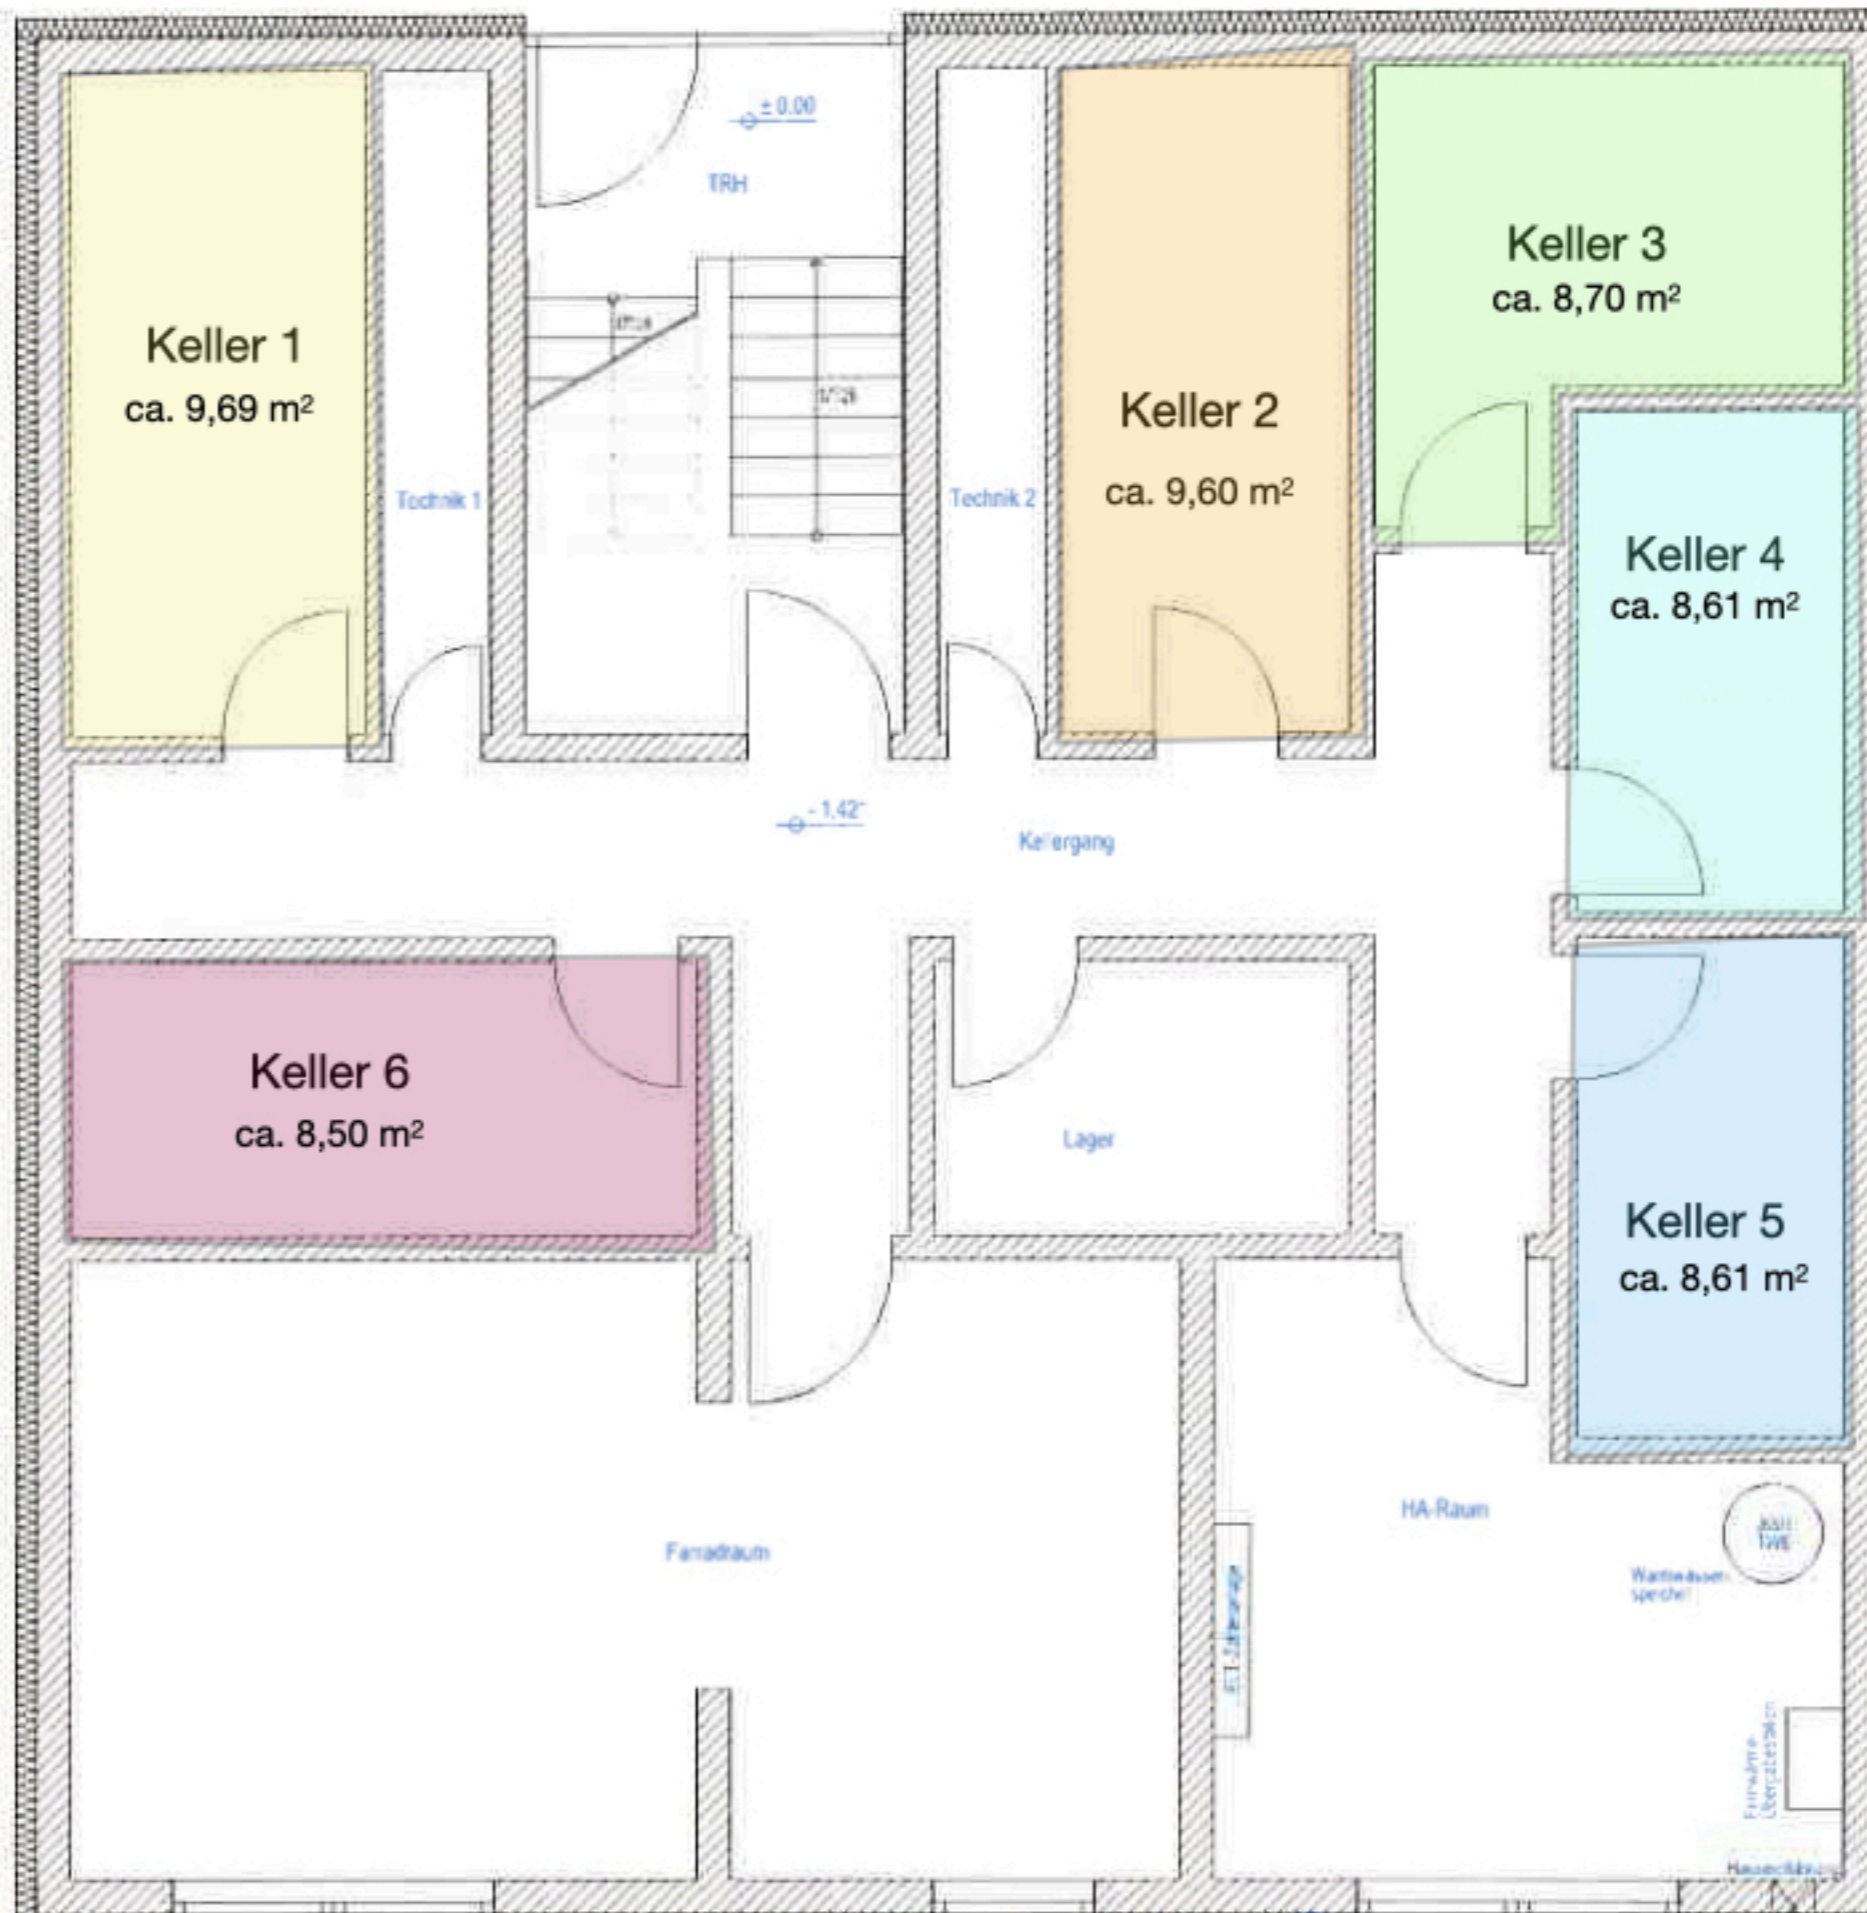 ± 0.00
TRH
Keller 3
ca. 8,70 m²
Keller 1
ca. 9,69 m²
Keller 2
ca. 9,60 m²
Technik 1
Technik 2
Keller 4
ca. 8,61 m²
- 1.42
Kellergang
Keller 6
ca. 8,50 m²
Lager
Keller 5
ca. 8,61 m²
HA-Raum